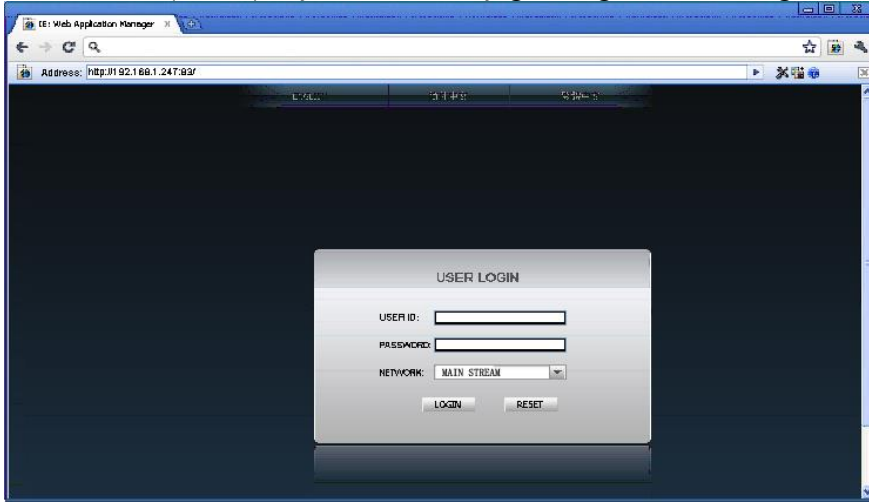 IE: Web Application Manager
Address: http://192.168.1.247:83/
USER LOGIN
USER ID:
PASSWORD:
NETWORK: MAIN STREAM
LOGIN RESET